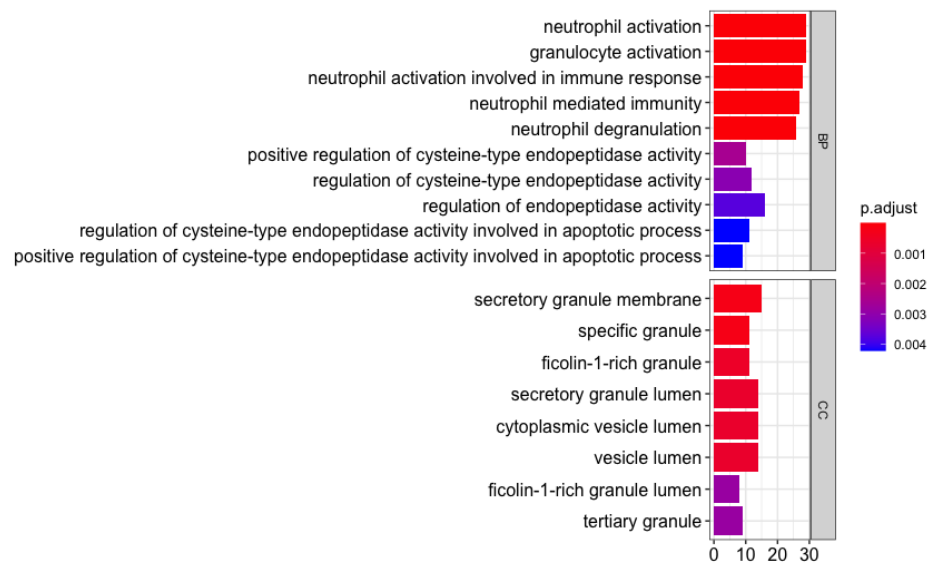 neutrophil activation
granulocyte activation
neutrophil activation involved in immune response
neutrophil mediated immunity
neutrophil degranulation
positive regulation of cysteine-type endopeptidase activity
regulation of cysteine-type endopeptidase activity
regulation of endopeptidase activity
regulation of cysteine-type endopeptidase activity involved in apoptotic process
positive regulation of cysteine-type endopeptidase activity involved in apoptotic process
BP
secretory granule membrane
specific granule
ficolin-1-rich granule
secretory granule lumen
cytoplasmic vesicle lumen
vesicle lumen
ficolin-1-rich granule lumen
tertiary granule
CC
0 10 20 30
p.adjust
0.001
0.002
0.003
0.004